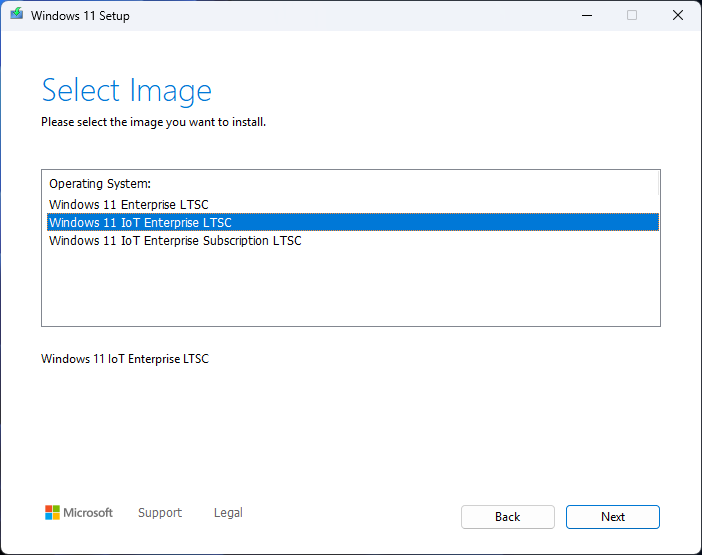 Windows 11 Setup
Select Image
Please select the image you want to install.
Operating System:
Windows 11 Enterprise LTSC
Windows 11 IoT Enterprise LTSC
Windows 11 IoT Enterprise Subscription LTSC
Windows 11 IoT Enterprise LTSC
Microsoft Support Legal Back Next